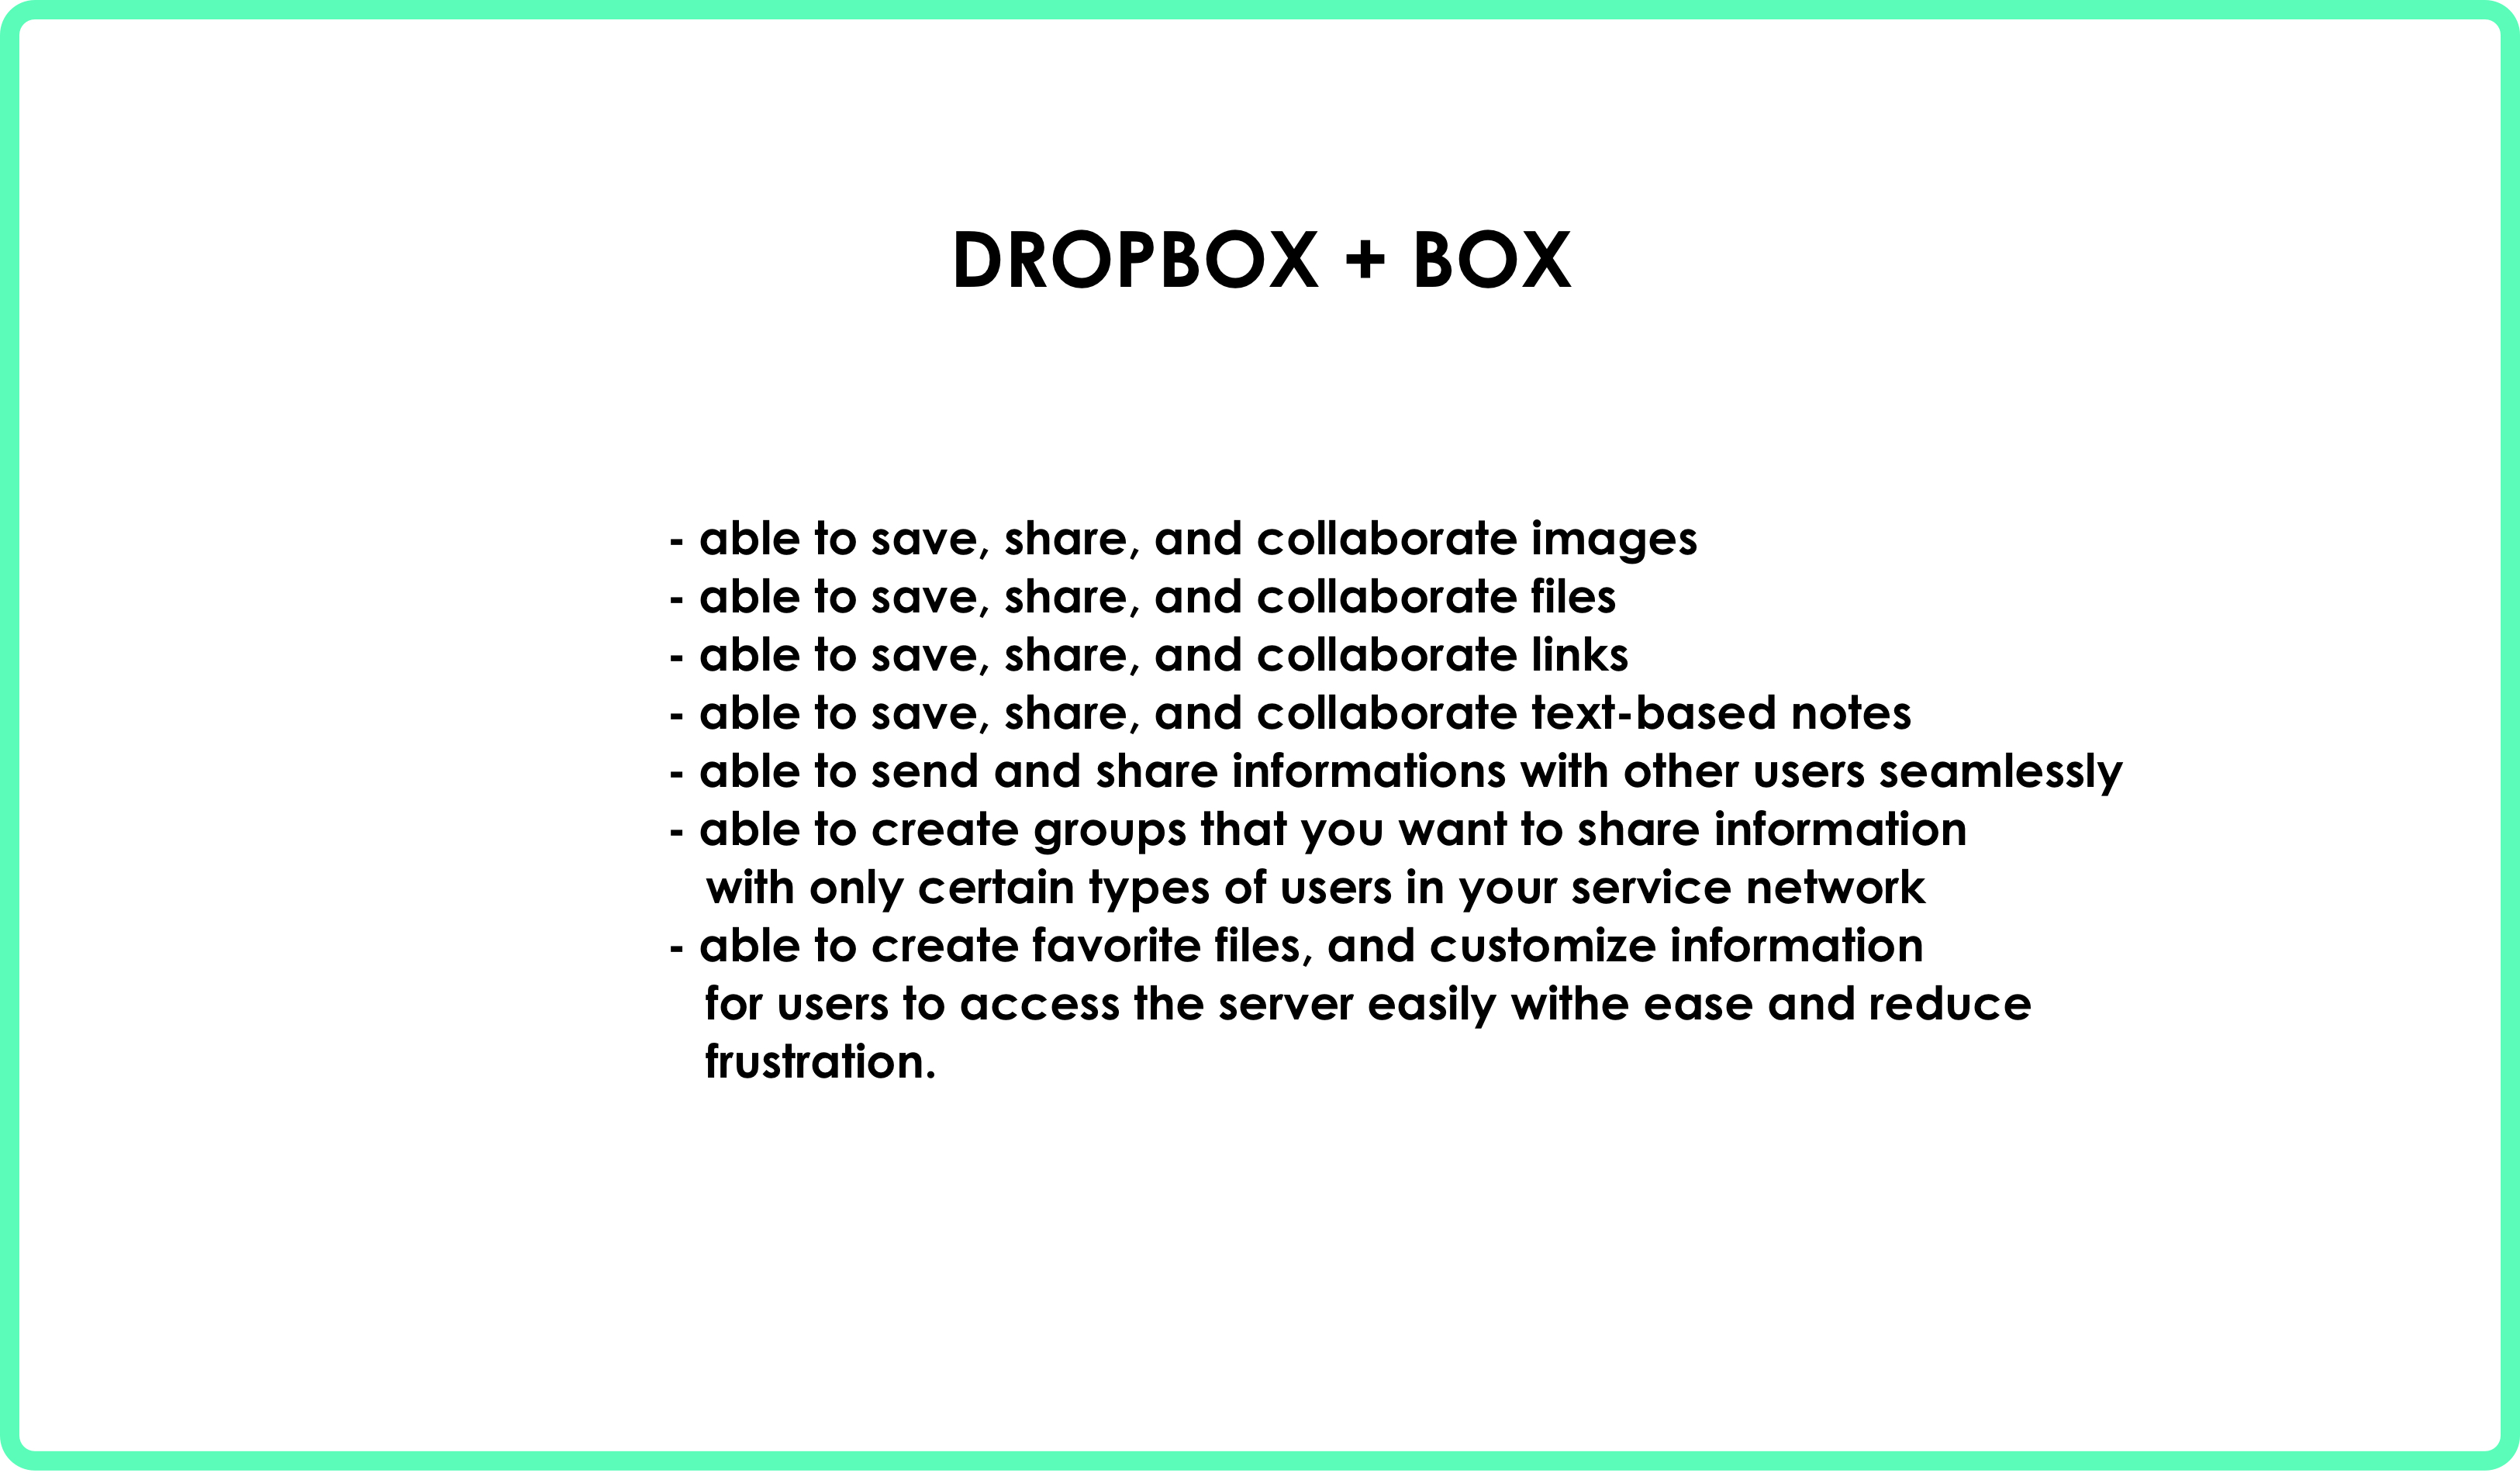 DROPBOX + BOX
- able to save, share, and collaborate images
- able to save, share, and collaborate files
- able to save, share, and collaborate links
- able to save, share, and collaborate text-based notes
- able to send and share informations with other users seamlessly
- able to create groups that you want to share information
with only certain types of users in your service network
- able to create favorite files, and customize information
for users to access the server easily withe ease and reduce
frustration.